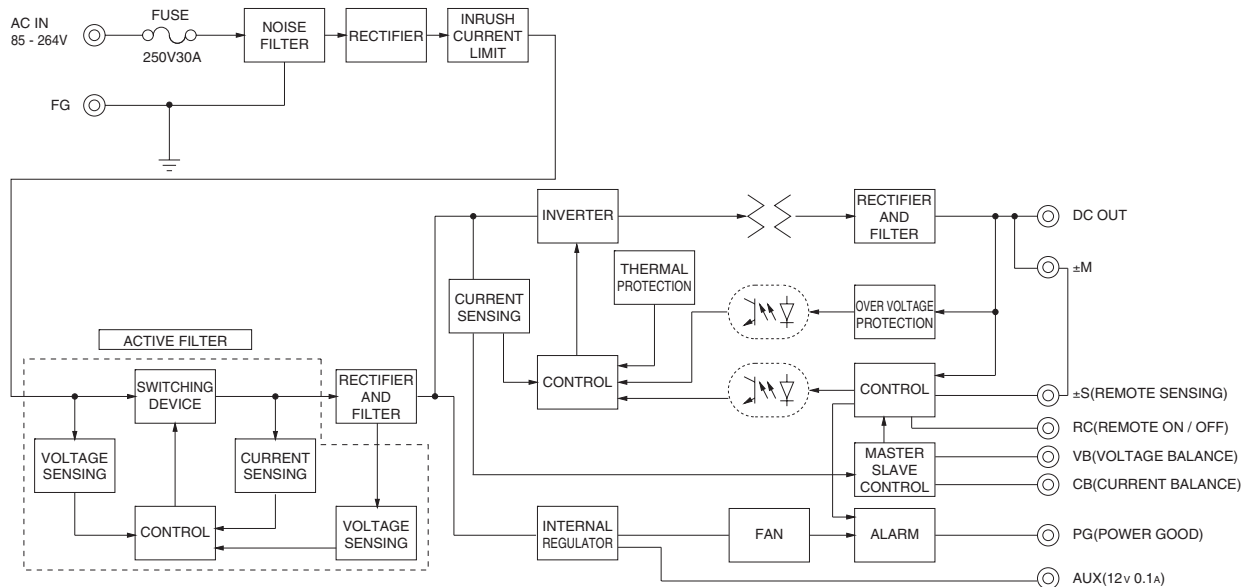 AC IN
85 - 264V
FUSE
250V30A
NOISE
FILTER
RECTIFIER
INRUSH
CURRENT
LIMIT
FG
INVERTER
RECTIFIER
AND
FILTER
DC OUT
±M
THERMAL
PROTECTION
CURRENT
SENSING
OVER VOLTAGE
PROTECTION
ACTIVE FILTER
SWITCHING
DEVICE
RECTIFIER
AND
FILTER
CONTROL
CONTROL
±S(REMOTE SENSING)
RC(REMOTE ON / OFF)
VOLTAGE
SENSING
CURRENT
SENSING
MASTER
SLAVE
CONTROL
VB(VOLTAGE BALANCE)
CB(CURRENT BALANCE)
CONTROL
VOLTAGE
SENSING
INTERNAL
REGULATOR
FAN
ALARM
PG(POWER GOOD)
AUX(12V 0.1A)